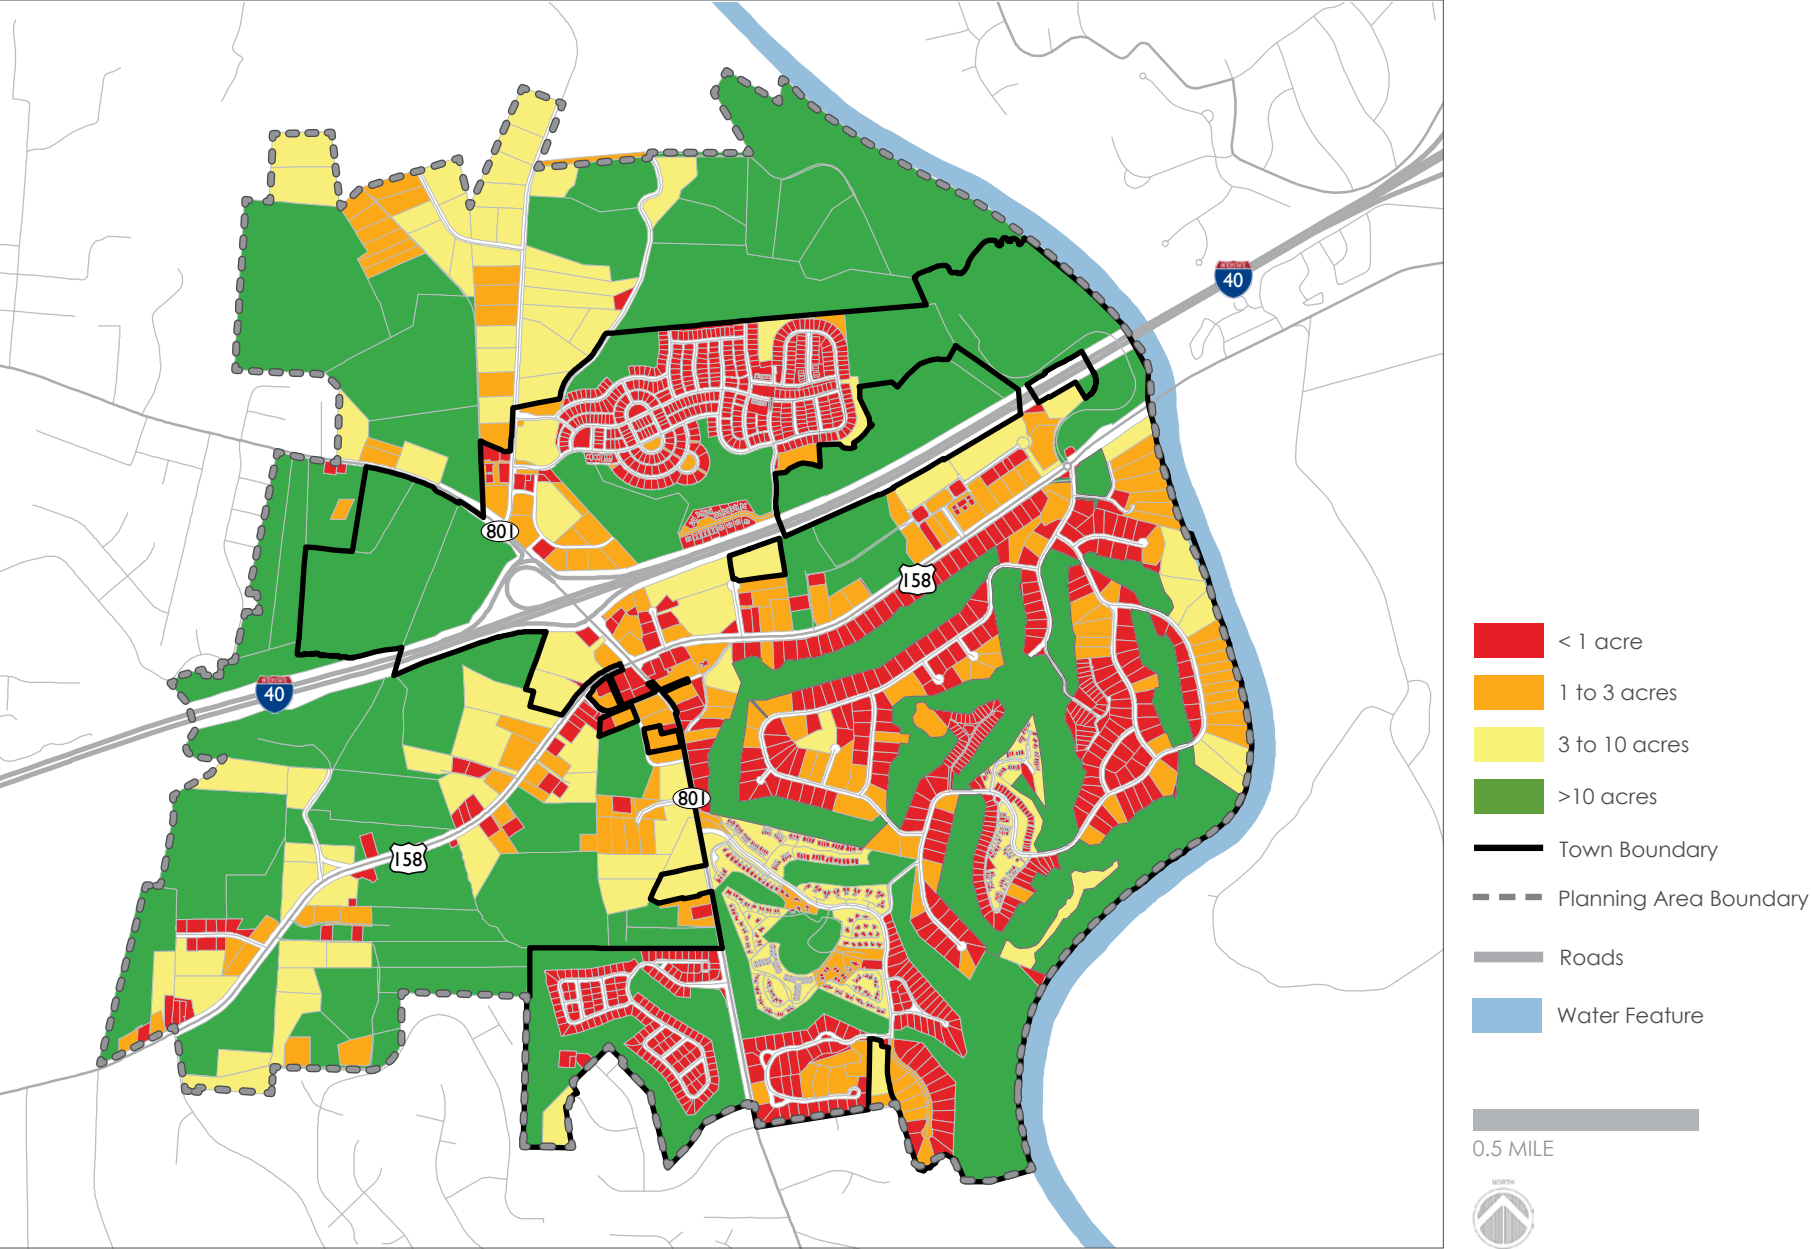 40
801
158
40
801
158
< 1 acre
1 to 3 acres
3 to 10 acres
>10 acres
Town Boundary
Planning Area Boundary
Roads
Water Feature
0.5 MILE
NORTH